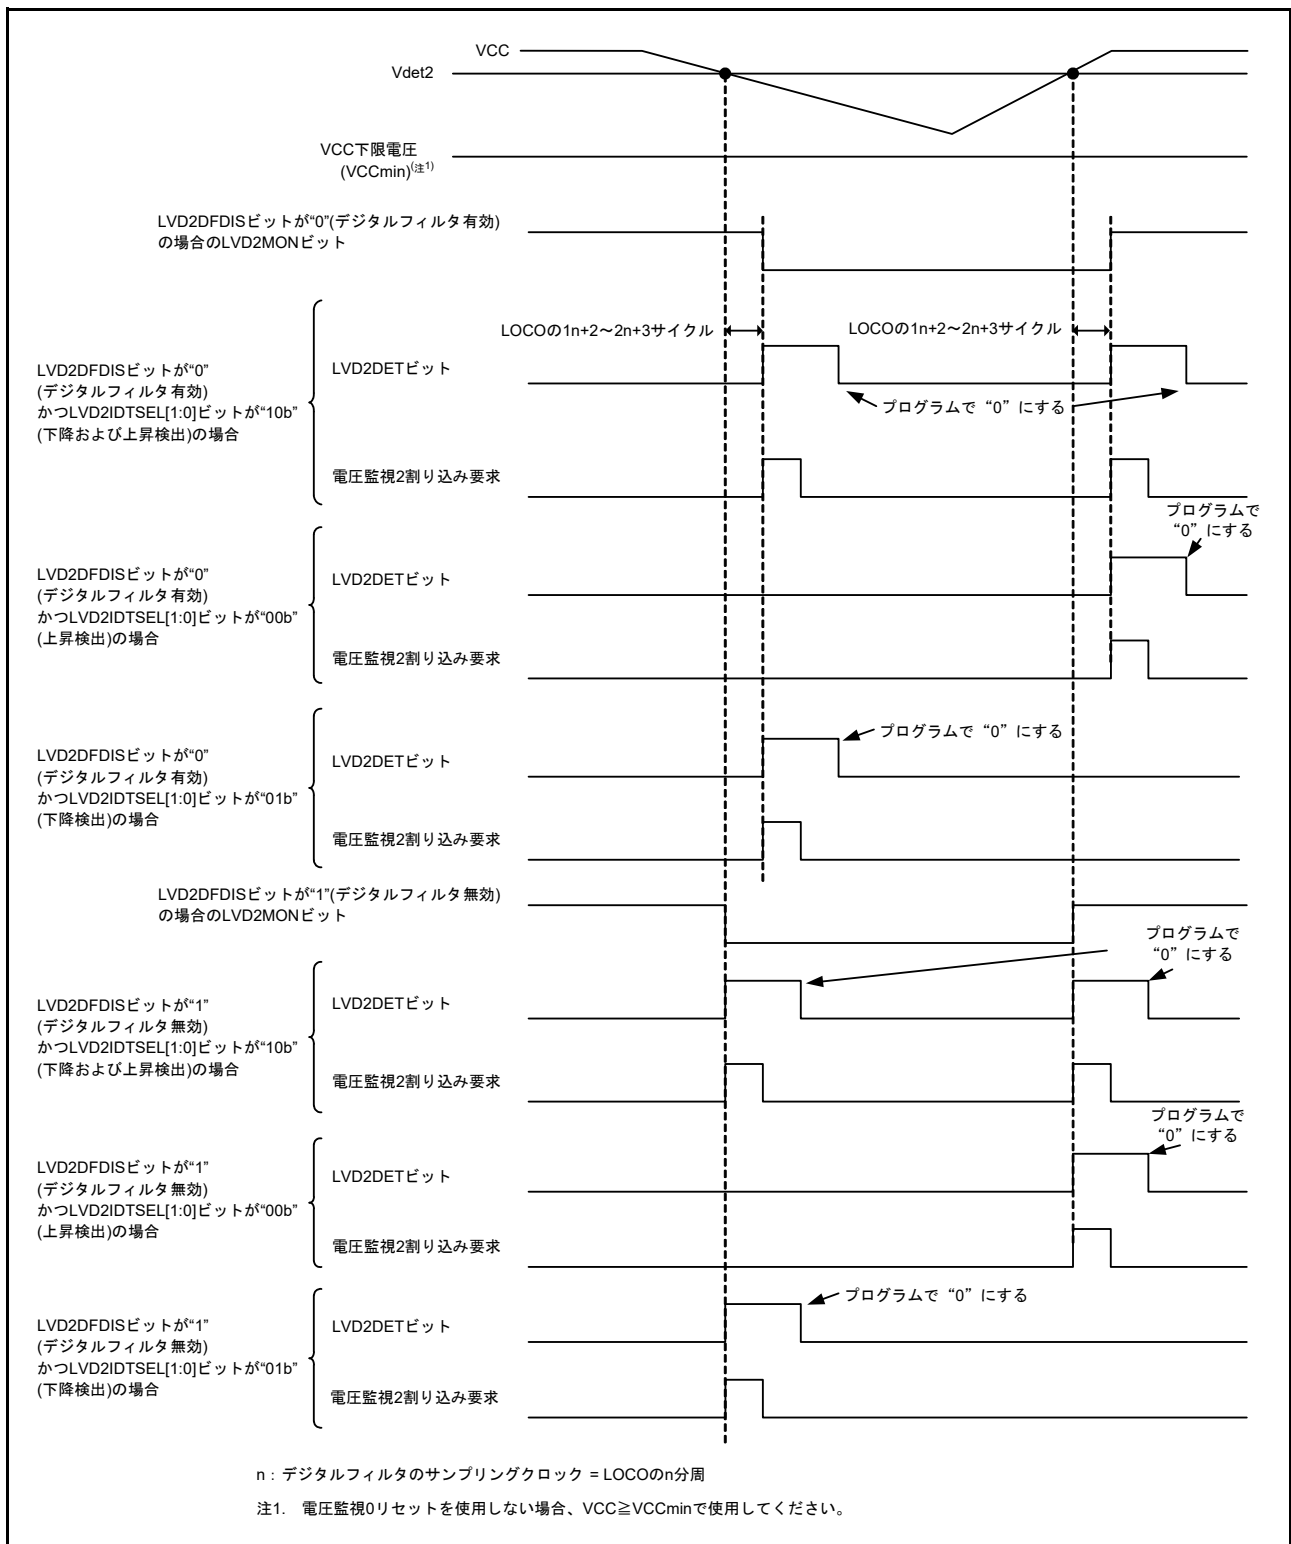 VCC
Vdet2
VCC下限電圧
(VCCmin)(注1)
LVD2DFDISビットが“0”(デジタルフィルタ有効)
の場合のLVD2MONビット
LOCOの1n+2～2n+3サイクル
LOCOの1n+2～2n+3サイクル
LVD2DFDISビットが“0”
(デジタルフィルタ有効)
かつLVD2IDTSEL[1:0]ビットが“10b”
(下降および上昇検出)の場合
LVD2DETビット
プログラムで“0”にする
電圧監視2割り込み要求
プログラムで
“0”にする
LVD2DFDISビットが“0”
(デジタルフィルタ有効)
かつLVD2IDTSEL[1:0]ビットが“00b”
(上昇検出)の場合
LVD2DETビット
電圧監視2割り込み要求
LVD2DFDISビットが“0”
(デジタルフィルタ有効)
かつLVD2IDTSEL[1:0]ビットが“01b”
(下降検出)の場合
プログラムで“0”にする
LVD2DETビット
電圧監視2割り込み要求
LVD2DFDISビットが“1”(デジタルフィルタ無効)
の場合のLVD2MONビット
プログラムで
“0”にする
LVD2DFDISビットが“1”
(デジタルフィルタ無効)
かつLVD2IDTSEL[1:0]ビットが“10b”
(下降および上昇検出)の場合
LVD2DETビット
電圧監視2割り込み要求
プログラムで
“0”にする
LVD2DFDISビットが“1”
(デジタルフィルタ無効)
かつLVD2IDTSEL[1:0]ビットが“00b”
(上昇検出)の場合
LVD2DETビット
電圧監視2割り込み要求
プログラムで“0”にする
LVD2DFDISビットが“1”
(デジタルフィルタ無効)
かつLVD2IDTSEL[1:0]ビットが“01b”
(下降検出)の場合
LVD2DETビット
電圧監視2割り込み要求
n：デジタルフィルタのサンプリングクロック = LOCOのn分周
注1. 電圧監視0リセットを使用しない場合、VCC≧VCCminで使用してください。